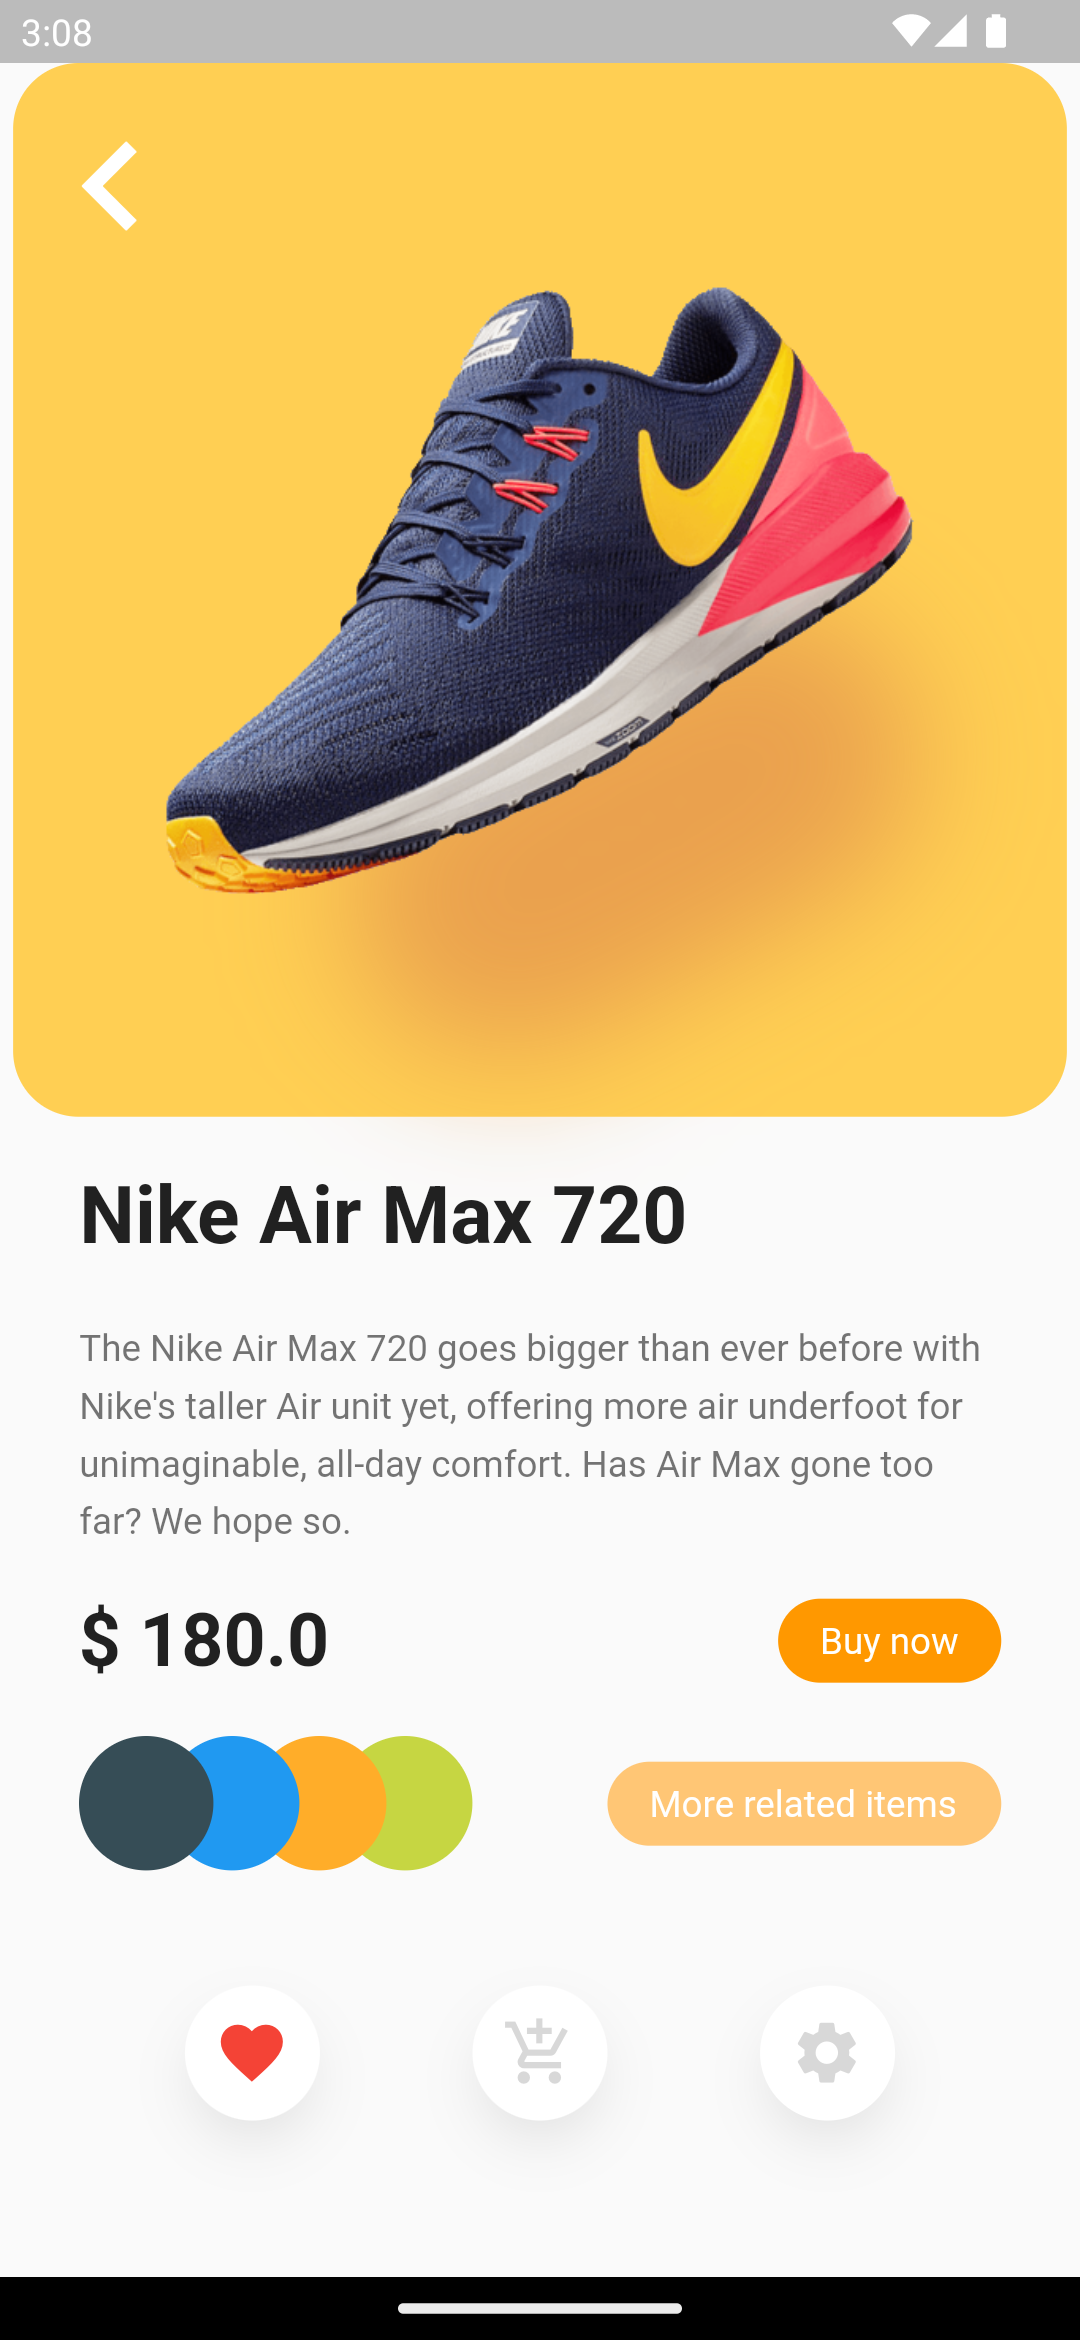 3:08
NIKE
ZOOM
Nike Air Max 720
The Nike Air Max 720 goes bigger than ever before with
Nike's taller Air unit yet, offering more air underfoot for
unimaginable, all-day comfort. Has Air Max gone too
far? We hope so.
$ 180.0
Buy now
More related items